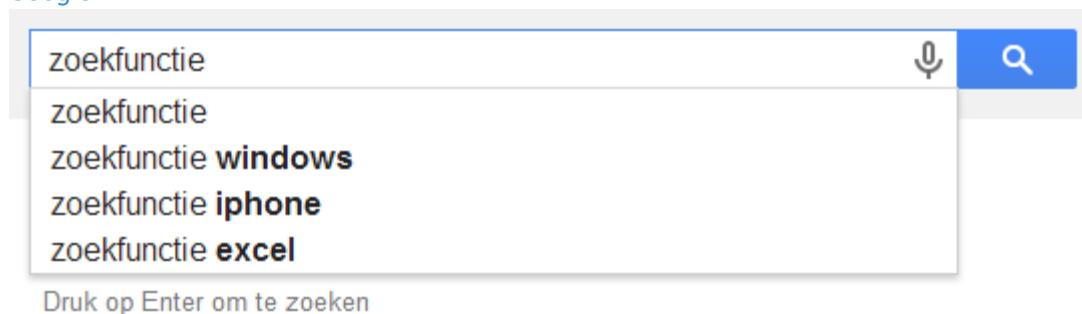 zoekfunctie
zoekfunctie
zoekfunctie windows
zoekfunctie iphone
zoekfunctie excel
Druk op Enter om te zoeken